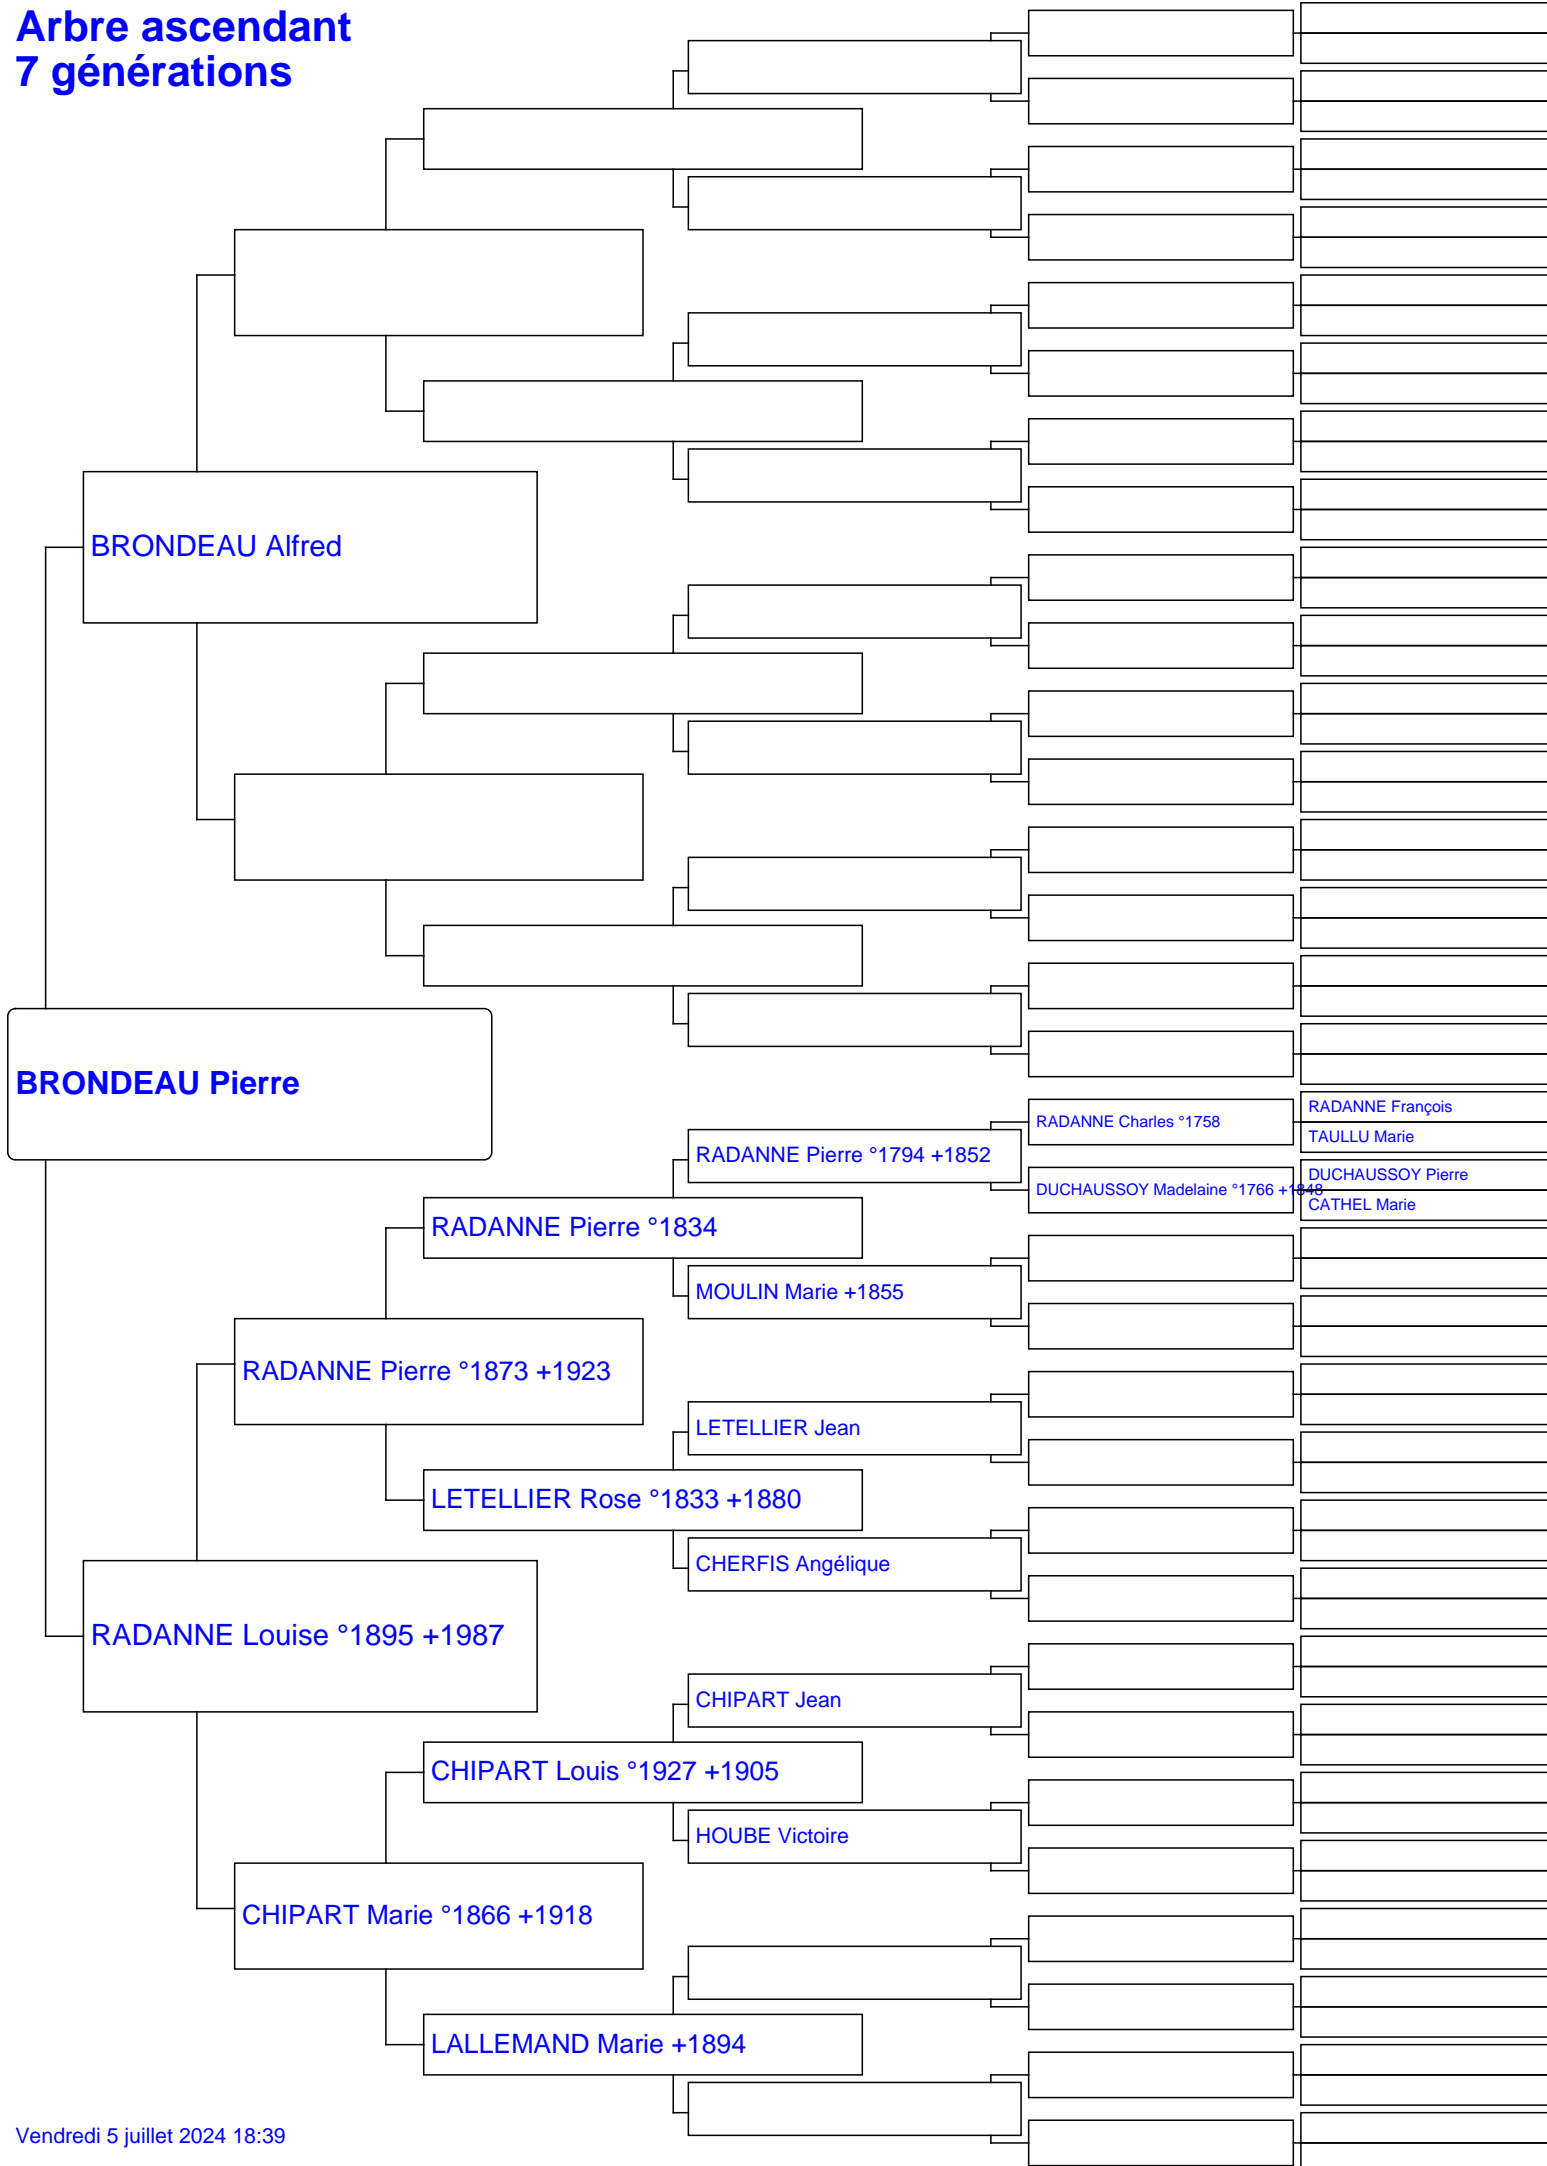 Arbre ascendant
7 générations
BRONDEAU Alfred
BRONDEAU Pierre
RADANNE François
RADANNE Charles °1758
TAULLU Marie
RADANNE Pierre °1794 +1852
DUCHAUSSOY Pierre
DUCHAUSSOY Madelaine °1766 +1848
CATHEL Marie
RADANNE Pierre °1834
MOULIN Marie +1855
RADANNE Pierre °1873 +1923
LETELLIER Jean
LETELLIER Rose °1833 +1880
CHERFIS Angélique
RADANNE Louise °1895 +1987
CHIPART Jean
CHIPART Louis °1927 +1905
HOUBE Victoire
CHIPART Marie °1866 +1918
LALLEMAND Marie +1894
Vendredi 5 juillet 2024 18:39